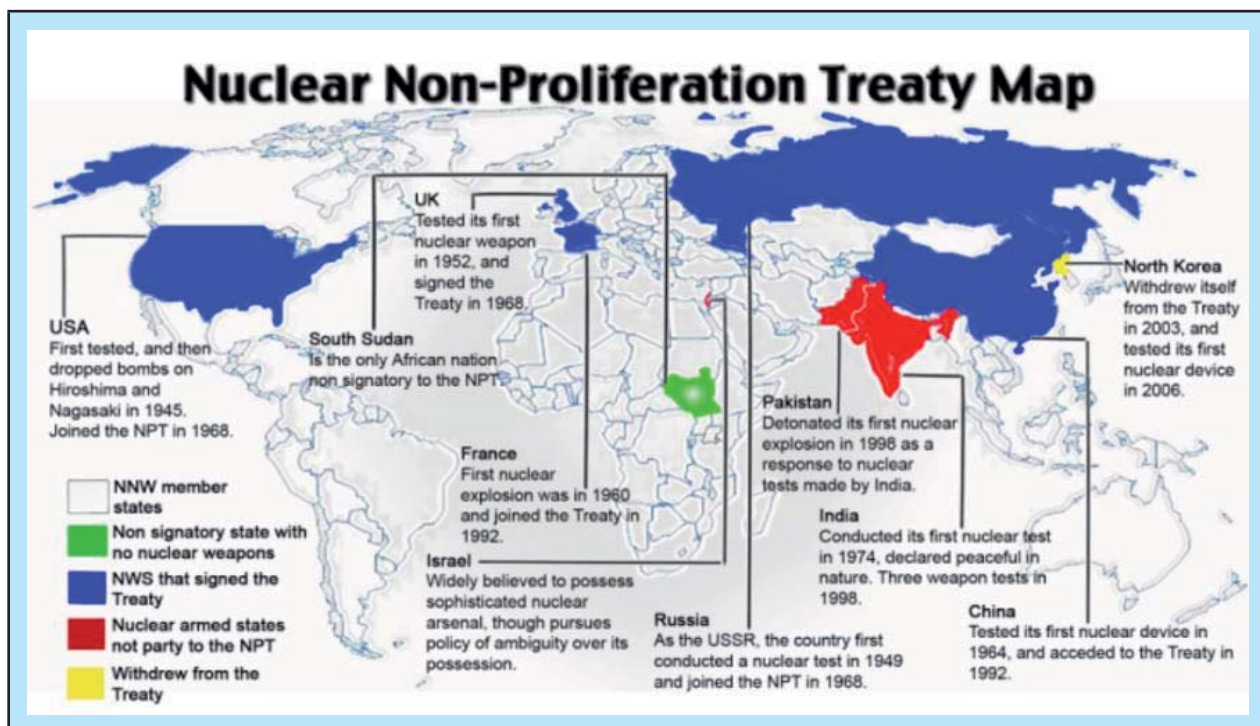 Nuclear Non-Proliferation Treaty Map
UK
Tested its first
nuclear weapon
in 1952, and
signed the
Treaty in 1968.
USA
First tested, and then
dropped bombs on
Hiroshima and
Nagasaki in 1945.
Joined the NPT in 1968.
South Sudan
Is the only African nation
non signatory to the NPT.
North Korea
Withdrew itself
from the Treaty
in 2003, and
tested its first
nuclear device
in 2006.
Pakistan
Detonated its first nuclear
explosion in 1998 as a
response to nuclear
tests made by India.
France
First nuclear
explosion was in 1960
and joined the Treaty in
1992.
India
Conducted its first nuclear test
in 1974, declared peaceful in
nature. Three weapon tests in
1998.
Israel
Widely believed to possess
sophisticated nuclear
arsenal, though pursues
policy of ambiguity over its
possession.
Russia
As the USSR, the country first
conducted a nuclear test in 1949
and joined the NPT in 1968.
China
Tested its first nuclear device in
1964, and acceded to the Treaty in
1992.
NNW member
states
Non signatory state with
no nuclear weapons
NWS that signed the
Treaty
Nuclear armed states
not party to the NPT
Withdrew from the
Treaty